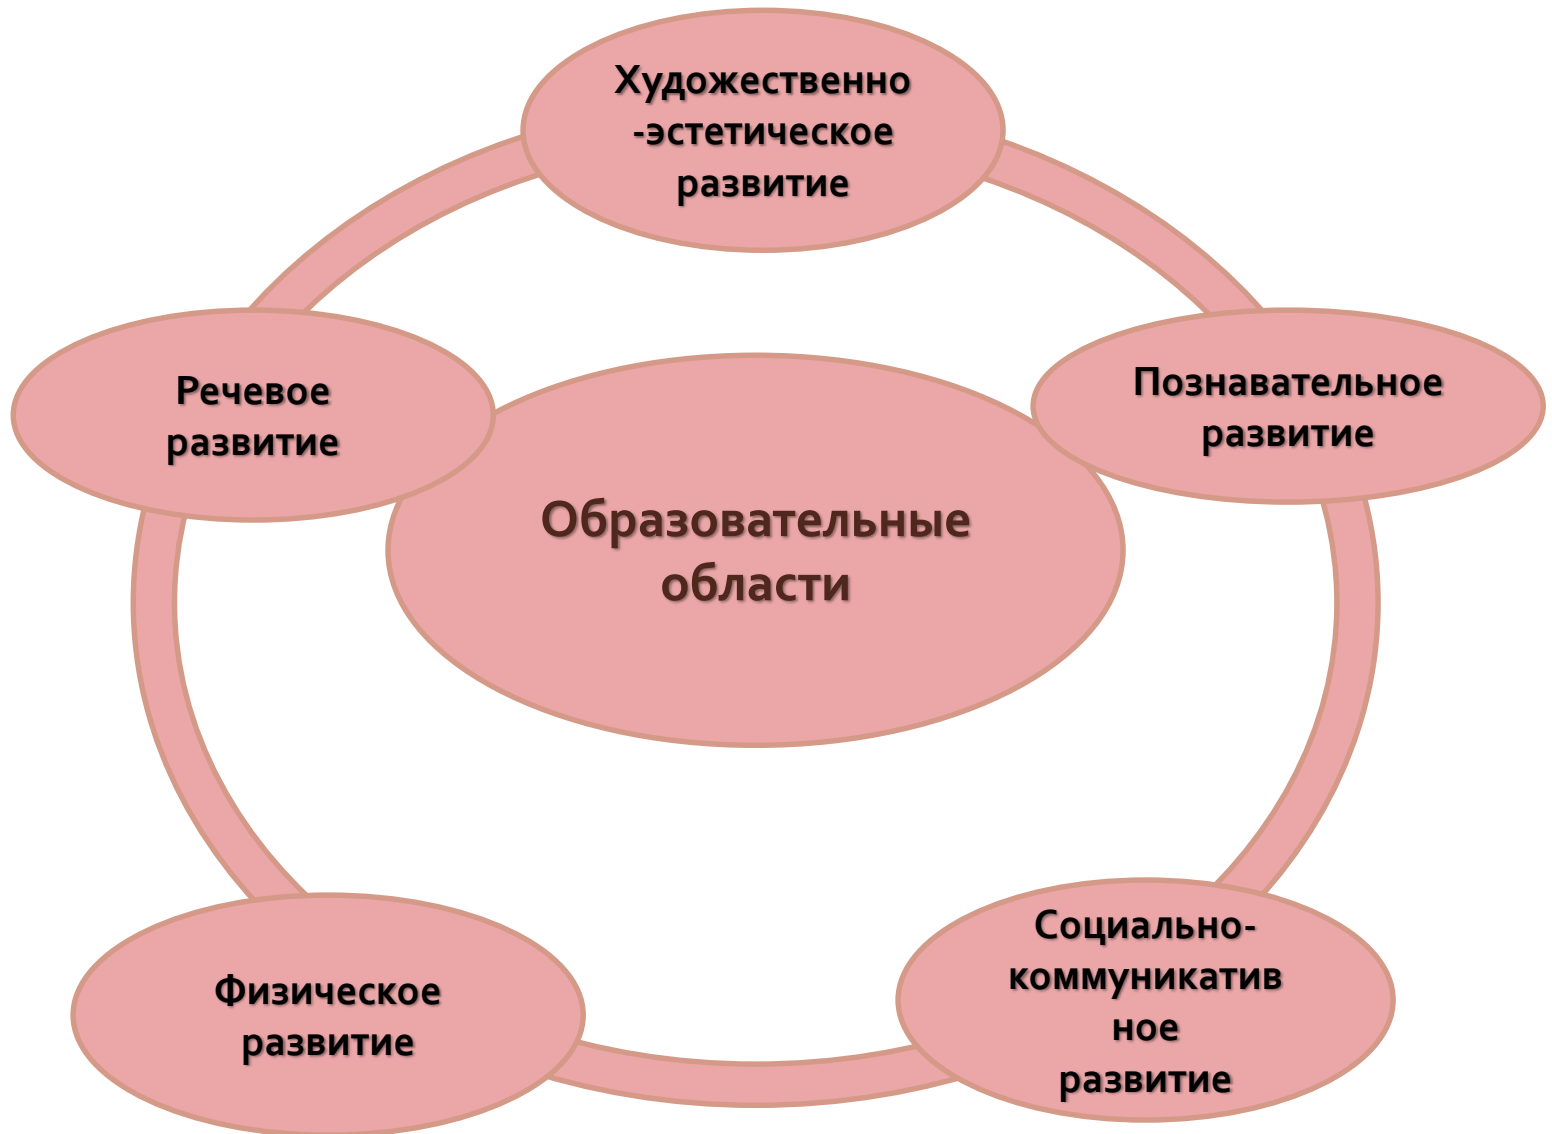 Художественно
-эстетическое
развитие
Речевое
развитие
Познавательное
развитие
Образовательные
области
Физическое
развитие
Социально-
коммуникатив
ное
развитие